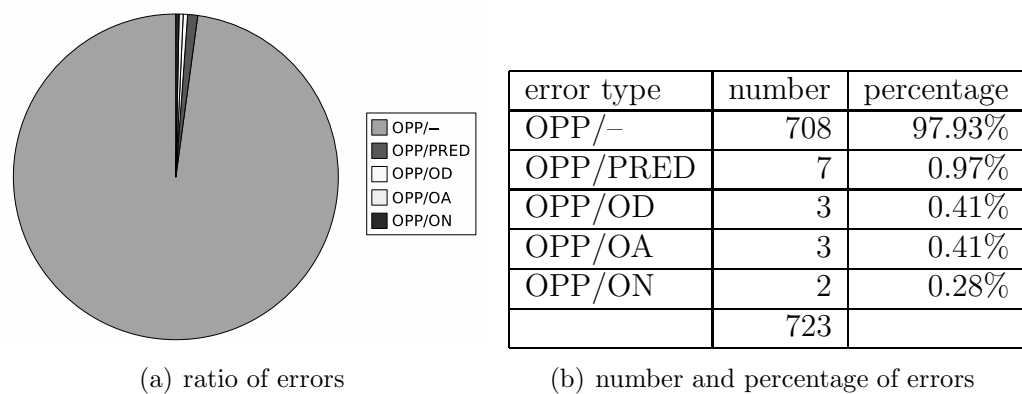 OPP/–
OPP/PRED
OPP/OD
OPP/OA
OPP/ON
(a) ratio of errors
error type number percentage
OPP/– 708 97.93%
OPP/PRED 7 0.97%
OPP/OD 3 0.41%
OPP/OA 3 0.41%
OPP/ON 2 0.28%
723
(b) number and percentage of errors